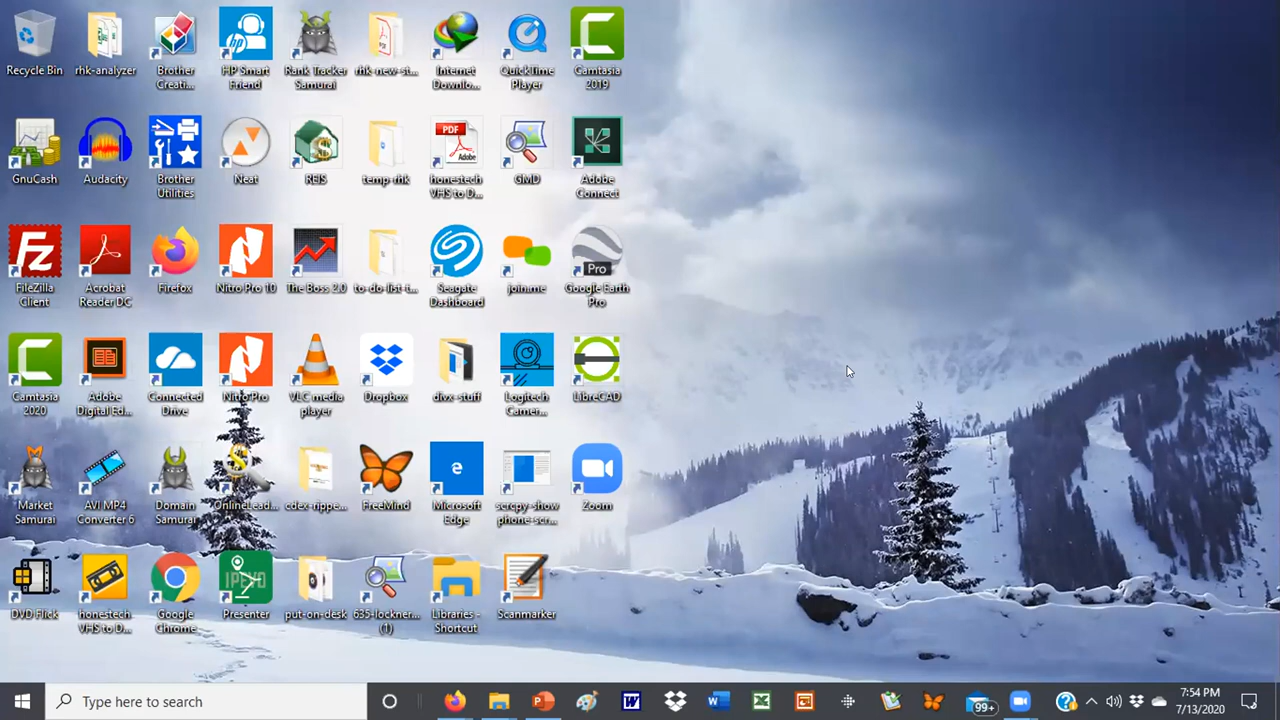 Recycle Bin
rhk-analyzer
Brother
Creati...
HP Smart
Friend
Rank Tracker
Samurai
rhk-new-st...
Internet
Downlo...
QuickTime
Player
Camtasia
2019
GnuCash
Audacity
Brother
Utilities
Neat
REIS
temp-rhk
PDF
Adobe
honestech
VHS to D...
GMD
Adobe
Connect
FileZilla
Client
Acrobat
Reader DC
Firefox
Nitro Pro 10
The Boss 2.0
to-do-list-t...
Seagate
Dashboard
join.me
Pro
Google Earth
Pro
Camtasia
2020
Adobe
Digital Ed...
Connected
Drive
Nitro Pro
VLC media
player
Dropbox
divx-stuff
Logitech
Camer...
LibreCAD
Market
Samurai
AVI MP4
Converter 6
Domain
Samurai
OnlineLead...
cdex-rippe...
FreeMind
Microsoft
Edge
scrcpy-show
phone-scr...
Zoom
DVD Flick
honestech
VHS to D...
Google
Chrome
IPEVO
Presenter
put-on-desk
635-lockner...
(1)
Libraries -
Shortcut
Scanmarker
Type here to search
99+
7:54 PM
7/13/2020